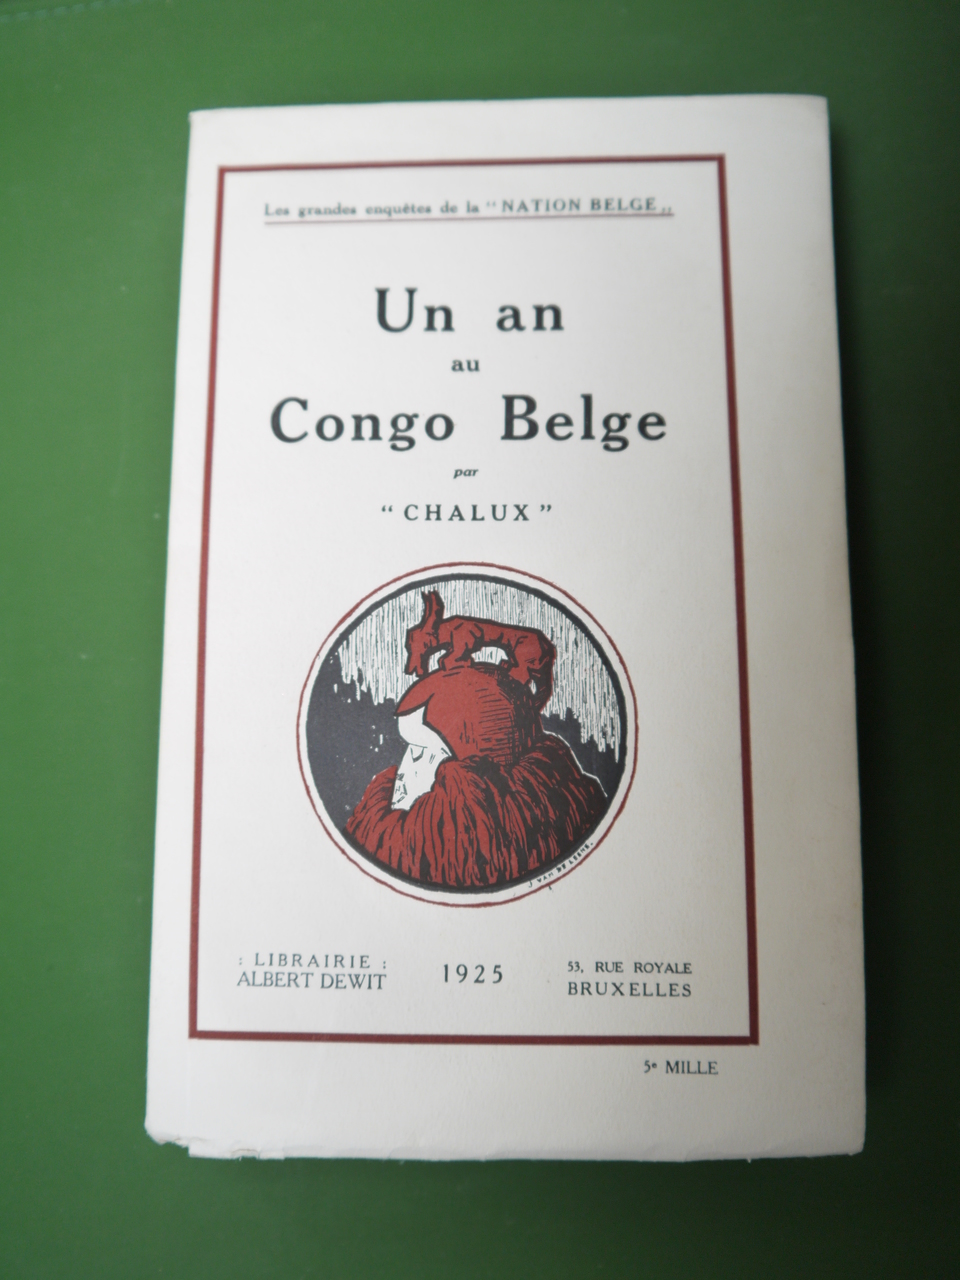 Les grandes enquêtes de la “ NATION BELGE „
Un an
au
Congo Belge
par
“ CHALUX ”
J. VAN DE LEENE.
: LIBRAIRIE :
ALBERT DEWIT
1925
53, RUE ROYALE
BRUXELLES
5e MILLE